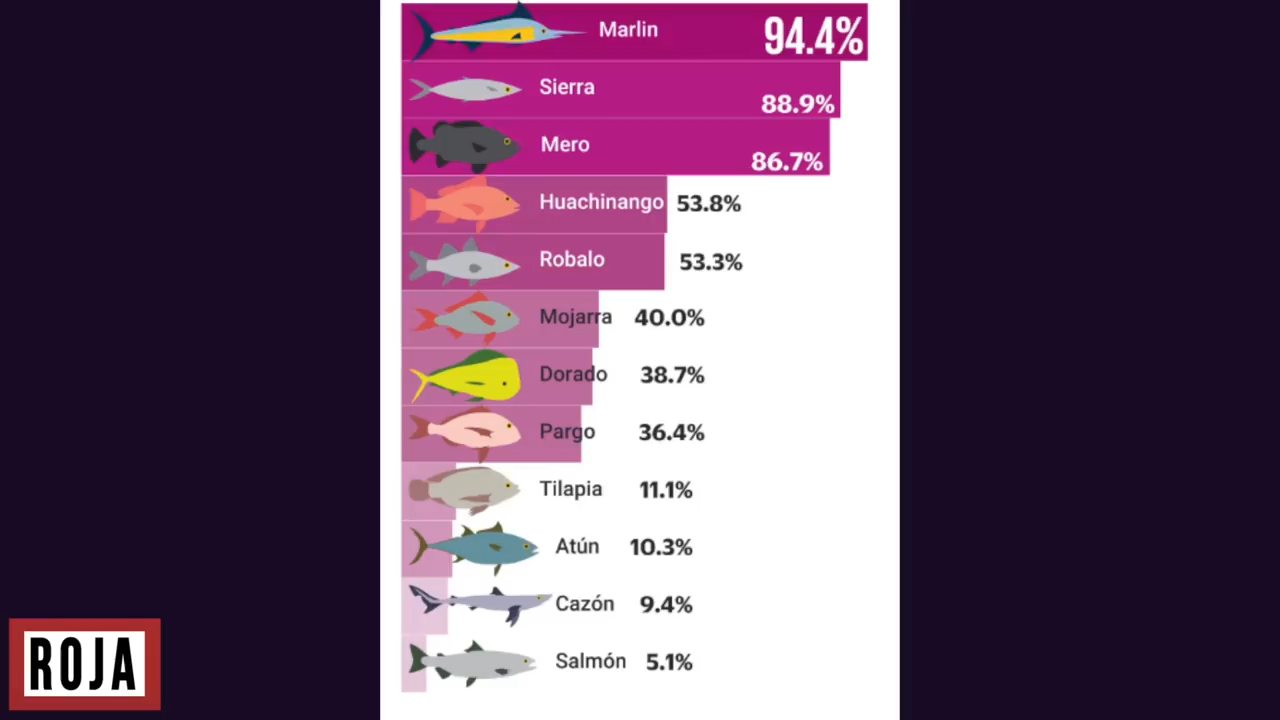 Marlin 94.4%
Sierra 88.9%
Mero 86.7%
Huachinango 53.8%
Robalo 53.3%
Mojarra 40.0%
Dorado 38.7%
Pargo 36.4%
Tilapia 11.1%
Atún 10.3%
Cazón 9.4%
Salmón 5.1%
ROJA